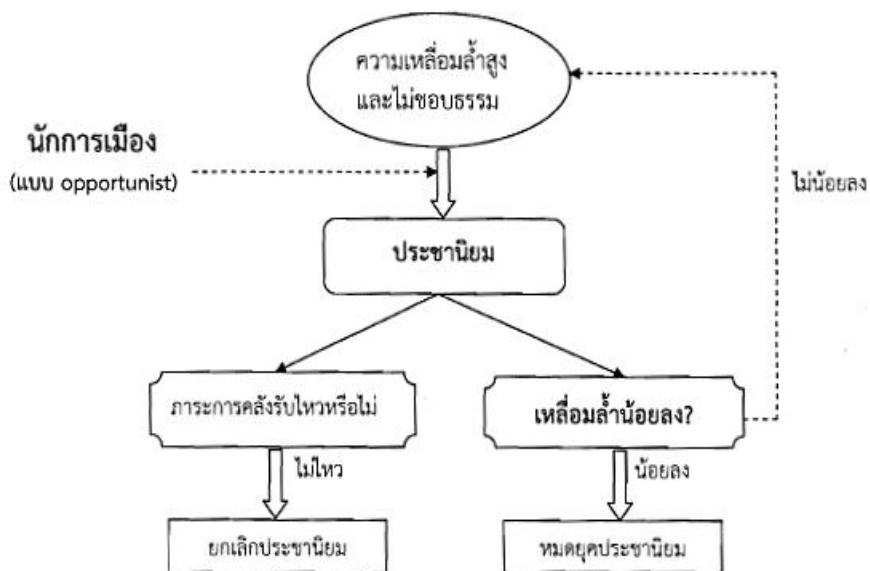 ความเหลื่อมล้ำสูง
และไม่ชอบธรรม
นักการเมือง
(แบบ opportunist)
ไม่น้อยลง
ประชานิยม
ภาระการคลังรับไหวหรือไม่
เหลื่อมล้ำน้อยลง?
ไม่ไหว
น้อยลง
ยกเลิกประชานิยม
หมดยุคประชานิยม